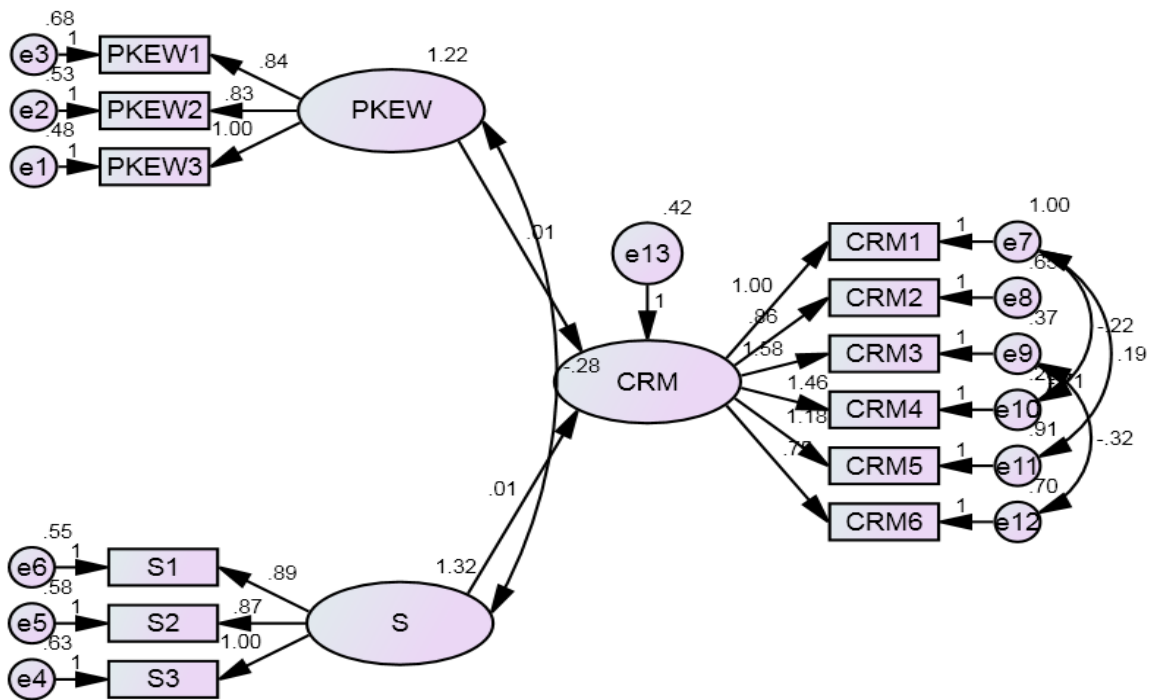 .68
e3 1 PKEW1
.53
e2 1 PKEW2
.48
e1 1 PKEW3
.84
.83
1.00
1.22
PKEW
.01
-.28
.42
e13
1
CRM
.01
1.00
.86
1.58
1.46
1.18
CRM1 1 e7
1.00
CRM2 1 e8
CRM3 1 e9
.37
CRM4 1 e10
CRM5 1 e11
.91
CRM6 1 e12
.70
-.22
.19
-.32
.55
e6 1 S1
.58
e5 1 S2
.63
e4 1 S3
.89
.87
1.00
1.32
S